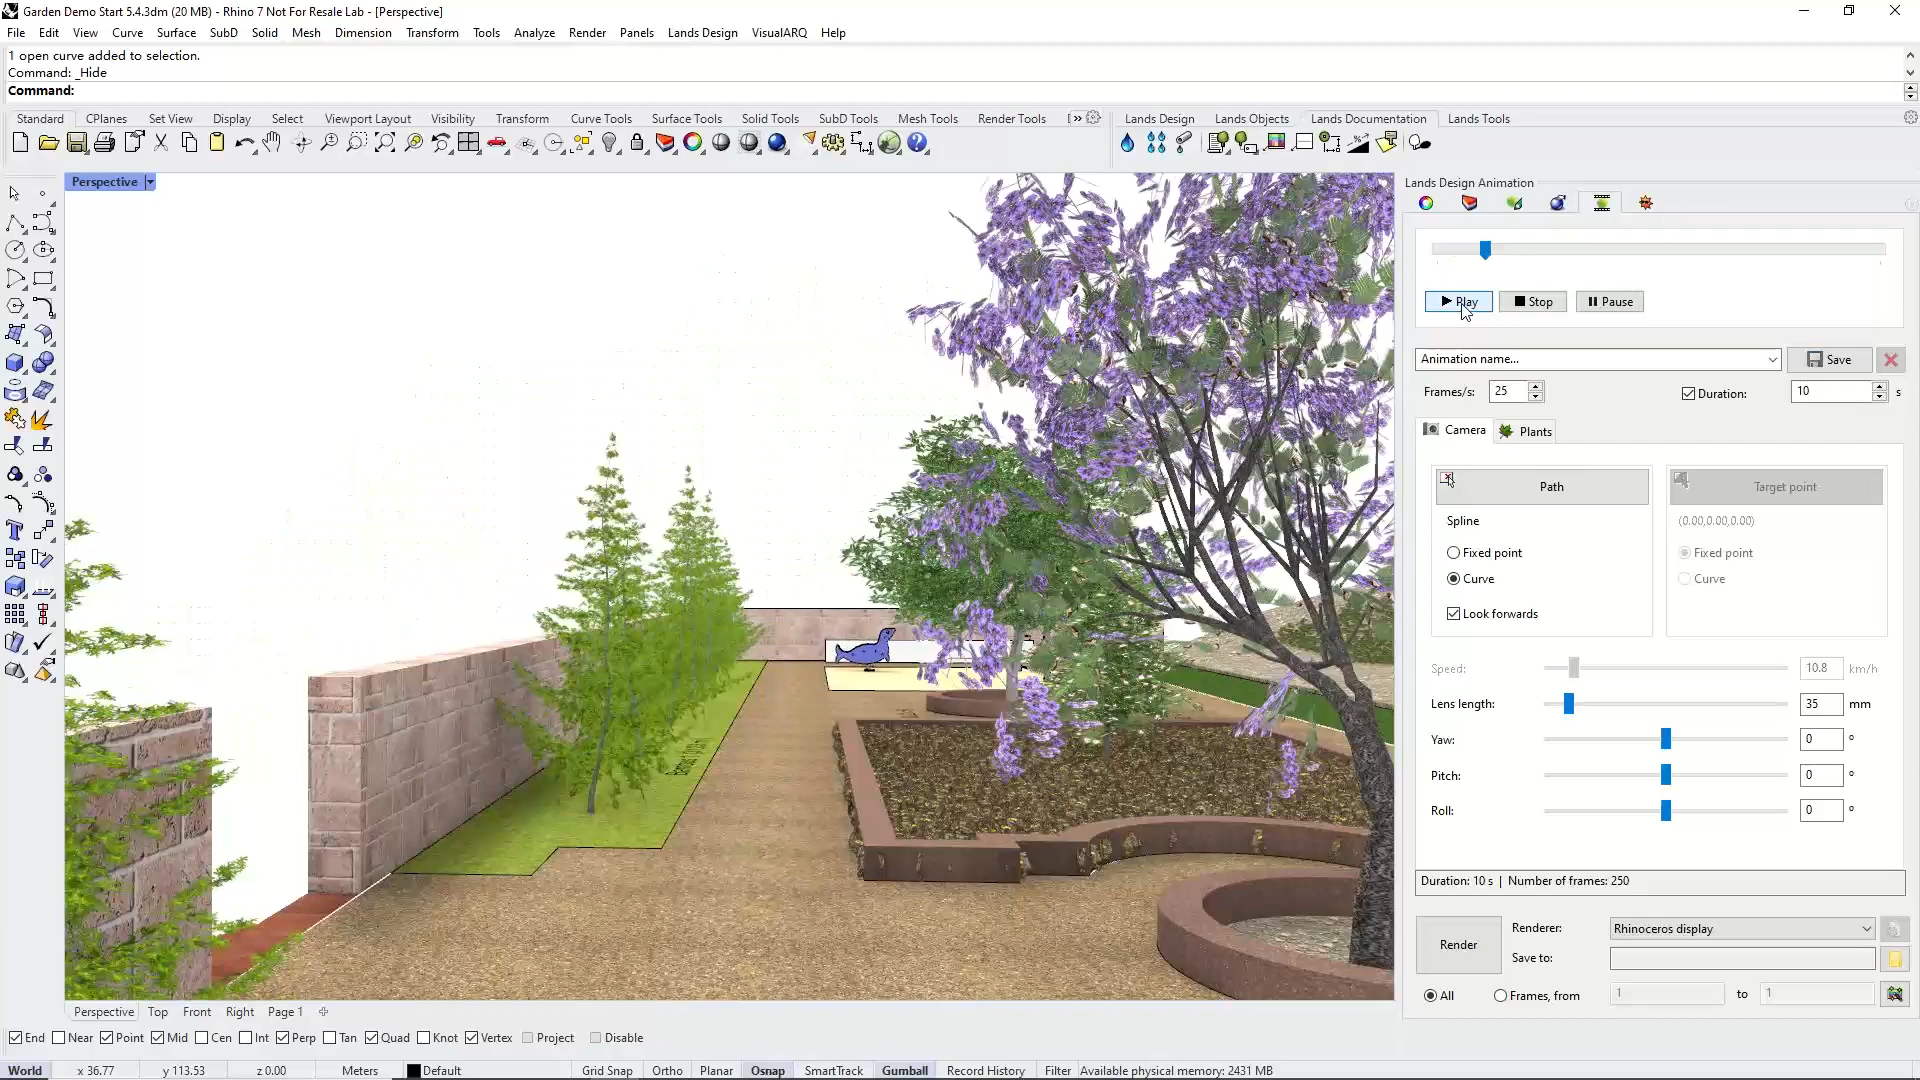 Garden Demo Start 5.4.3dm (20 MB) - Rhino 7 Not For Resale Lab - [Perspective]
File Edit View Curve Surface SubD Solid Mesh Dimension Transform Tools Analyze Render Panels Lands Design VisualARQ Help
1 open curve added to selection.
Command: _Hide
Command:
Standard CPlanes Set View Display Select Viewport Layout Visibility Transform Curve Tools Surface Tools Solid Tools SubD Tools Mesh Tools Render Tools Lands Design Lands Objects Lands Documentation Lands Tools
Perspective
Lands Design Animation
Play Stop Pause
Animation name... Save
Frames/s: 25 Duration: 10 s
Camera Plants
Path Target point
Spline (0.00,0.00,0.00)
Fixed point Fixed point
Curve Curve
Look forwards
Speed: 10.8 km/h
Lens length: 35 mm
Yaw: 0 °
Pitch: 0 °
Roll: 0 °
Duration: 10 s | Number of frames: 250
Render Renderer: Rhinoceros display
Save to:
All Frames, from 1 to 1
Perspective Top Front Right Page 1
End Near Point Mid Cen Int Perp Tan Quad Knot Vertex Project Disable
World x 36.77 y 113.53 z 0.00 Meters Default Grid Snap Ortho Planar Osnap SmartTrack Gumball Record History Filter Available physical memory: 2431 MB